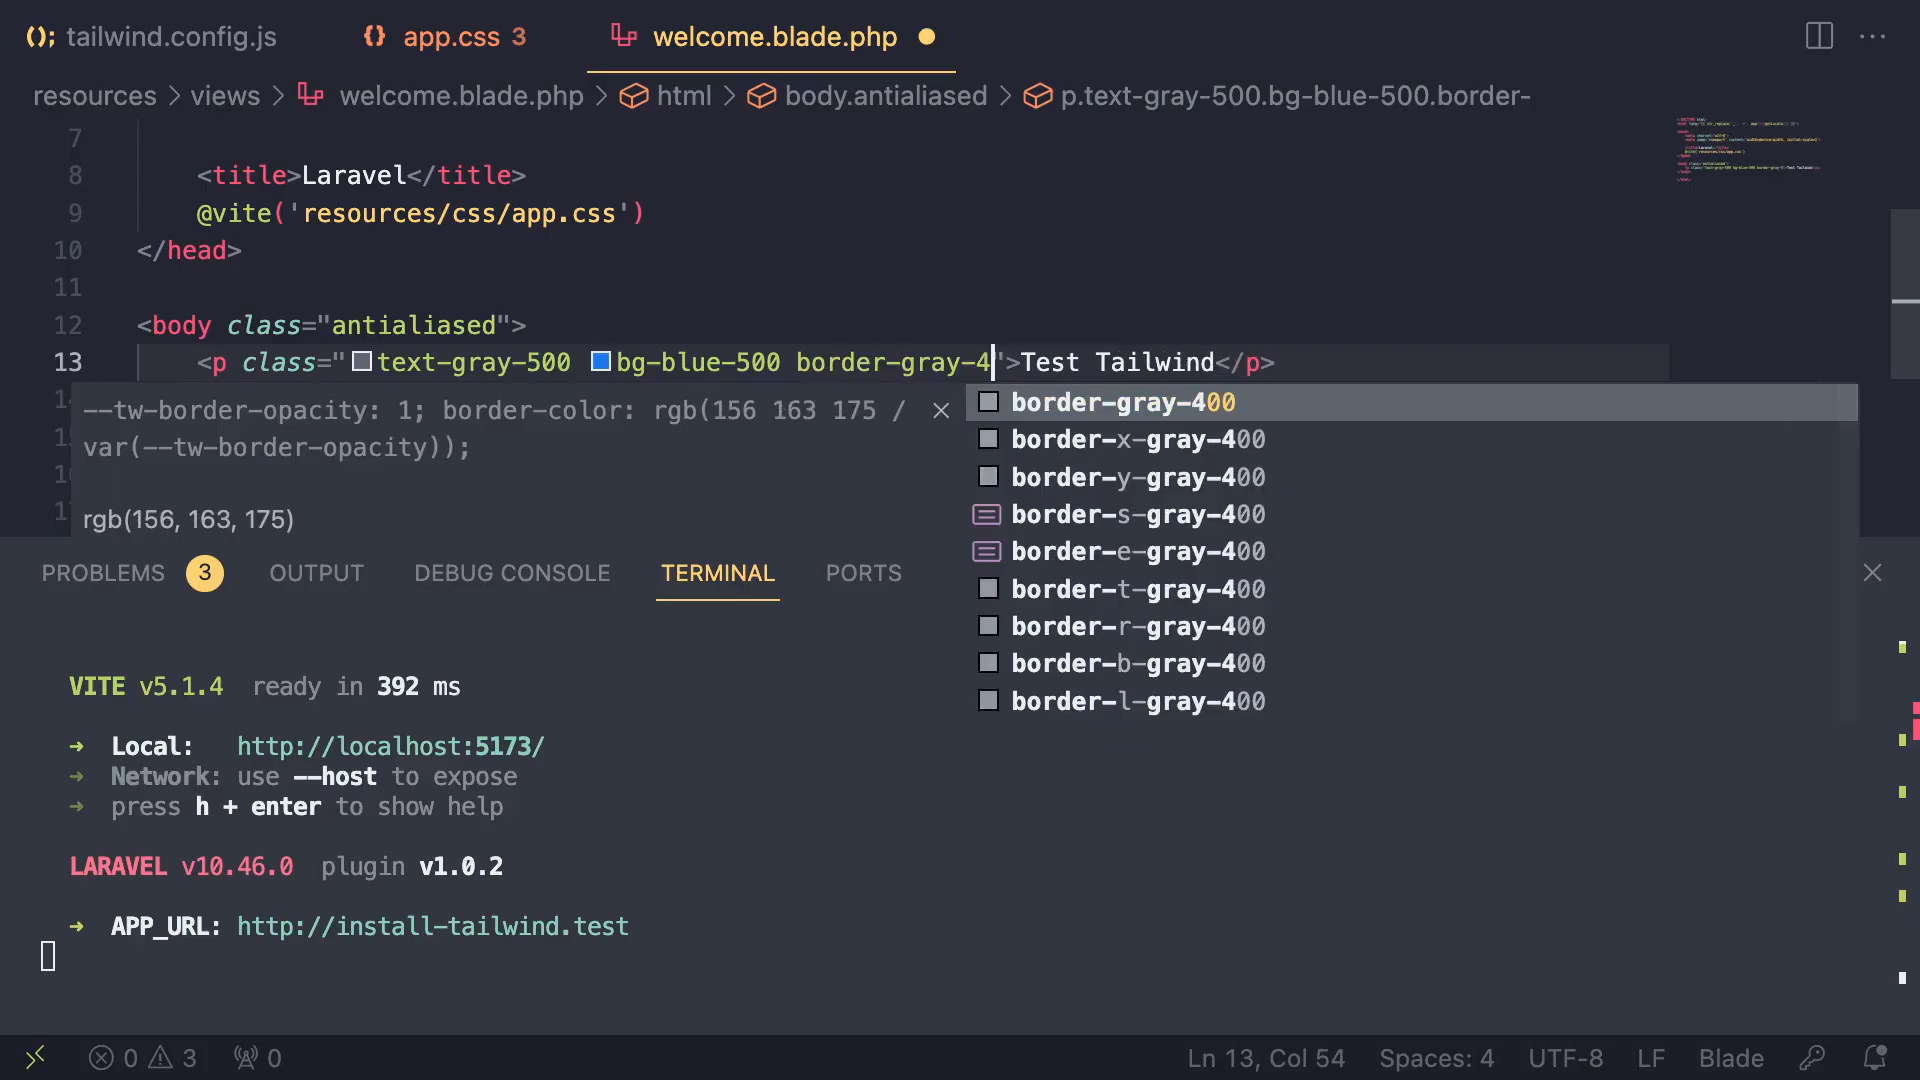 tailwind.config.js app.css 3 welcome.blade.php
resources > views > welcome.blade.php > html > body.antialiased > p.text-gray-500.bg-blue-500.border-
7
8 <title>Laravel</title>
9 @vite('resources/css/app.css')
10 </head>
11
12 <body class="antialiased">
13 <p class="text-gray-500 bg-blue-500 border-gray-4">Test Tailwind</p>
--tw-border-opacity: 1; border-color: rgb(156 163 175 /
var(--tw-border-opacity));
rgb(156, 163, 175)
border-gray-400
border-x-gray-400
border-y-gray-400
border-s-gray-400
border-e-gray-400
border-t-gray-400
border-r-gray-400
border-b-gray-400
border-l-gray-400
PROBLEMS 3 OUTPUT DEBUG CONSOLE TERMINAL PORTS
VITE v5.1.4 ready in 392 ms
➜ Local: http://localhost:5173/
➜ Network: use --host to expose
➜ press h + enter to show help
LARAVEL v10.46.0 plugin v1.0.2
➜ APP_URL: http://install-tailwind.test
0 3 0 Ln 13, Col 54 Spaces: 4 UTF-8 LF Blade